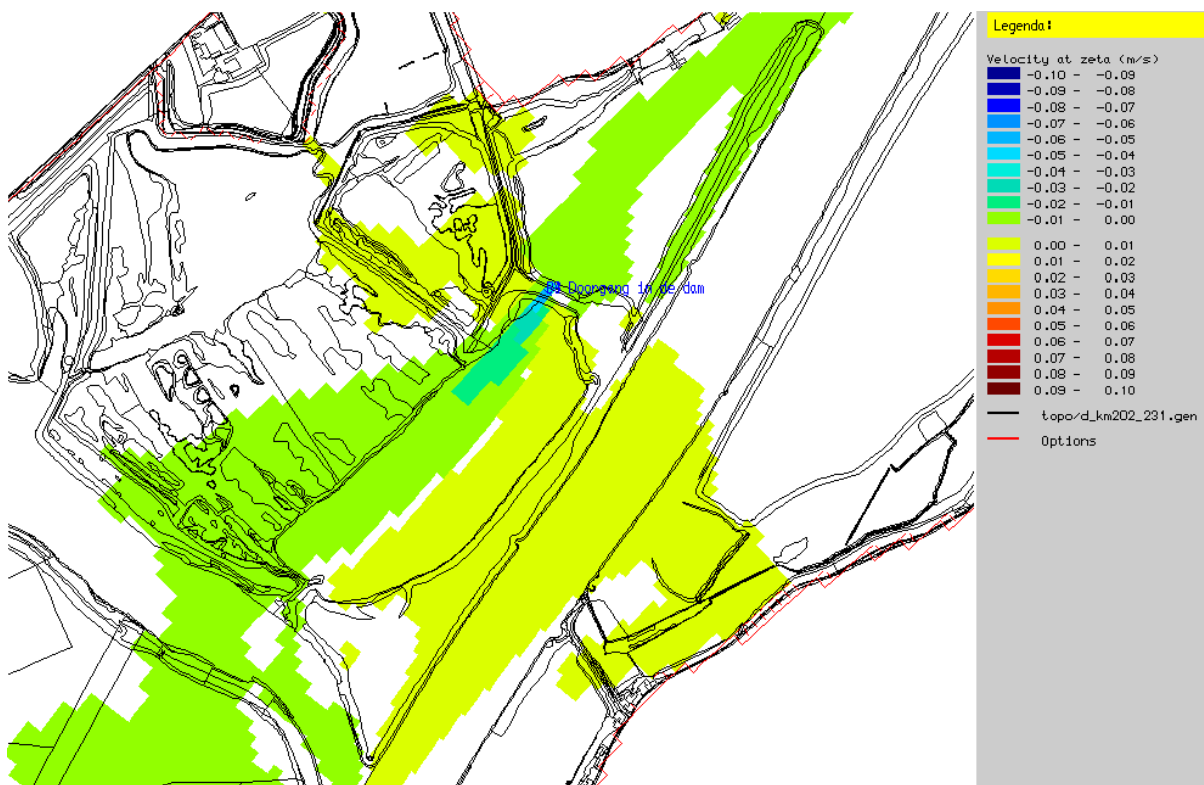 Legenda:
Velocity at zeta (m/s)
-0.10 - -0.09
-0.09 - -0.08
-0.08 - -0.07
-0.07 - -0.06
-0.06 - -0.05
-0.05 - -0.04
-0.04 - -0.03
-0.03 - -0.02
-0.02 - -0.01
-0.01 - 0.00
0.00 - 0.01
0.01 - 0.02
0.02 - 0.03
0.03 - 0.04
0.04 - 0.05
0.05 - 0.06
0.06 - 0.07
0.07 - 0.08
0.08 - 0.09
0.09 - 0.10
topo/d_km202_231.gen
Options
Doorgang in de dam